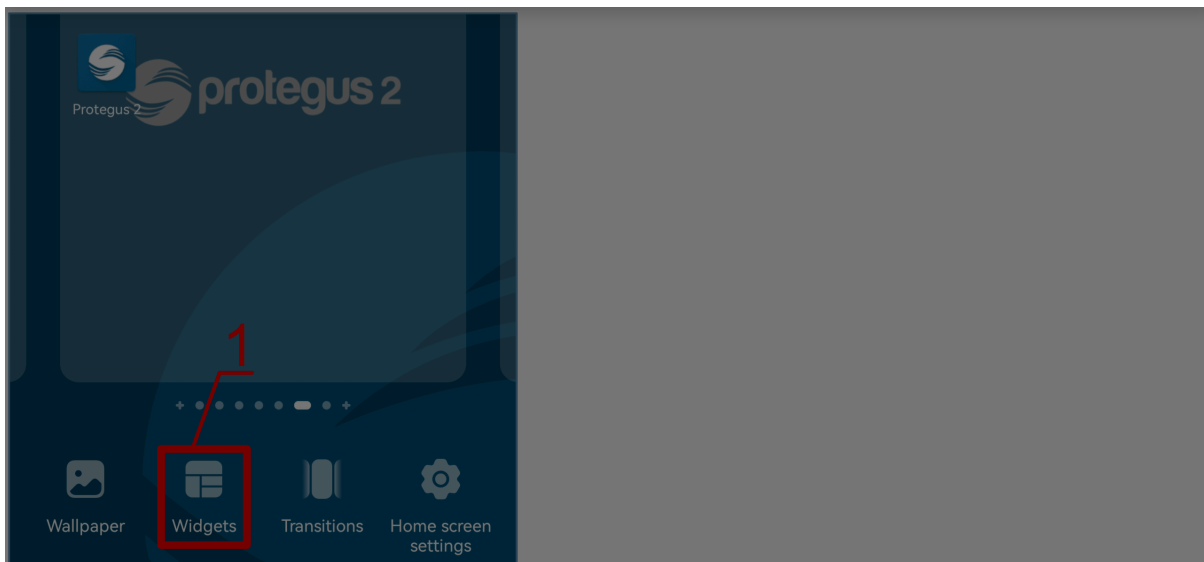 protegus 2
Protegus 2
1
Wallpaper
Widgets
Transitions
Home screen
settings